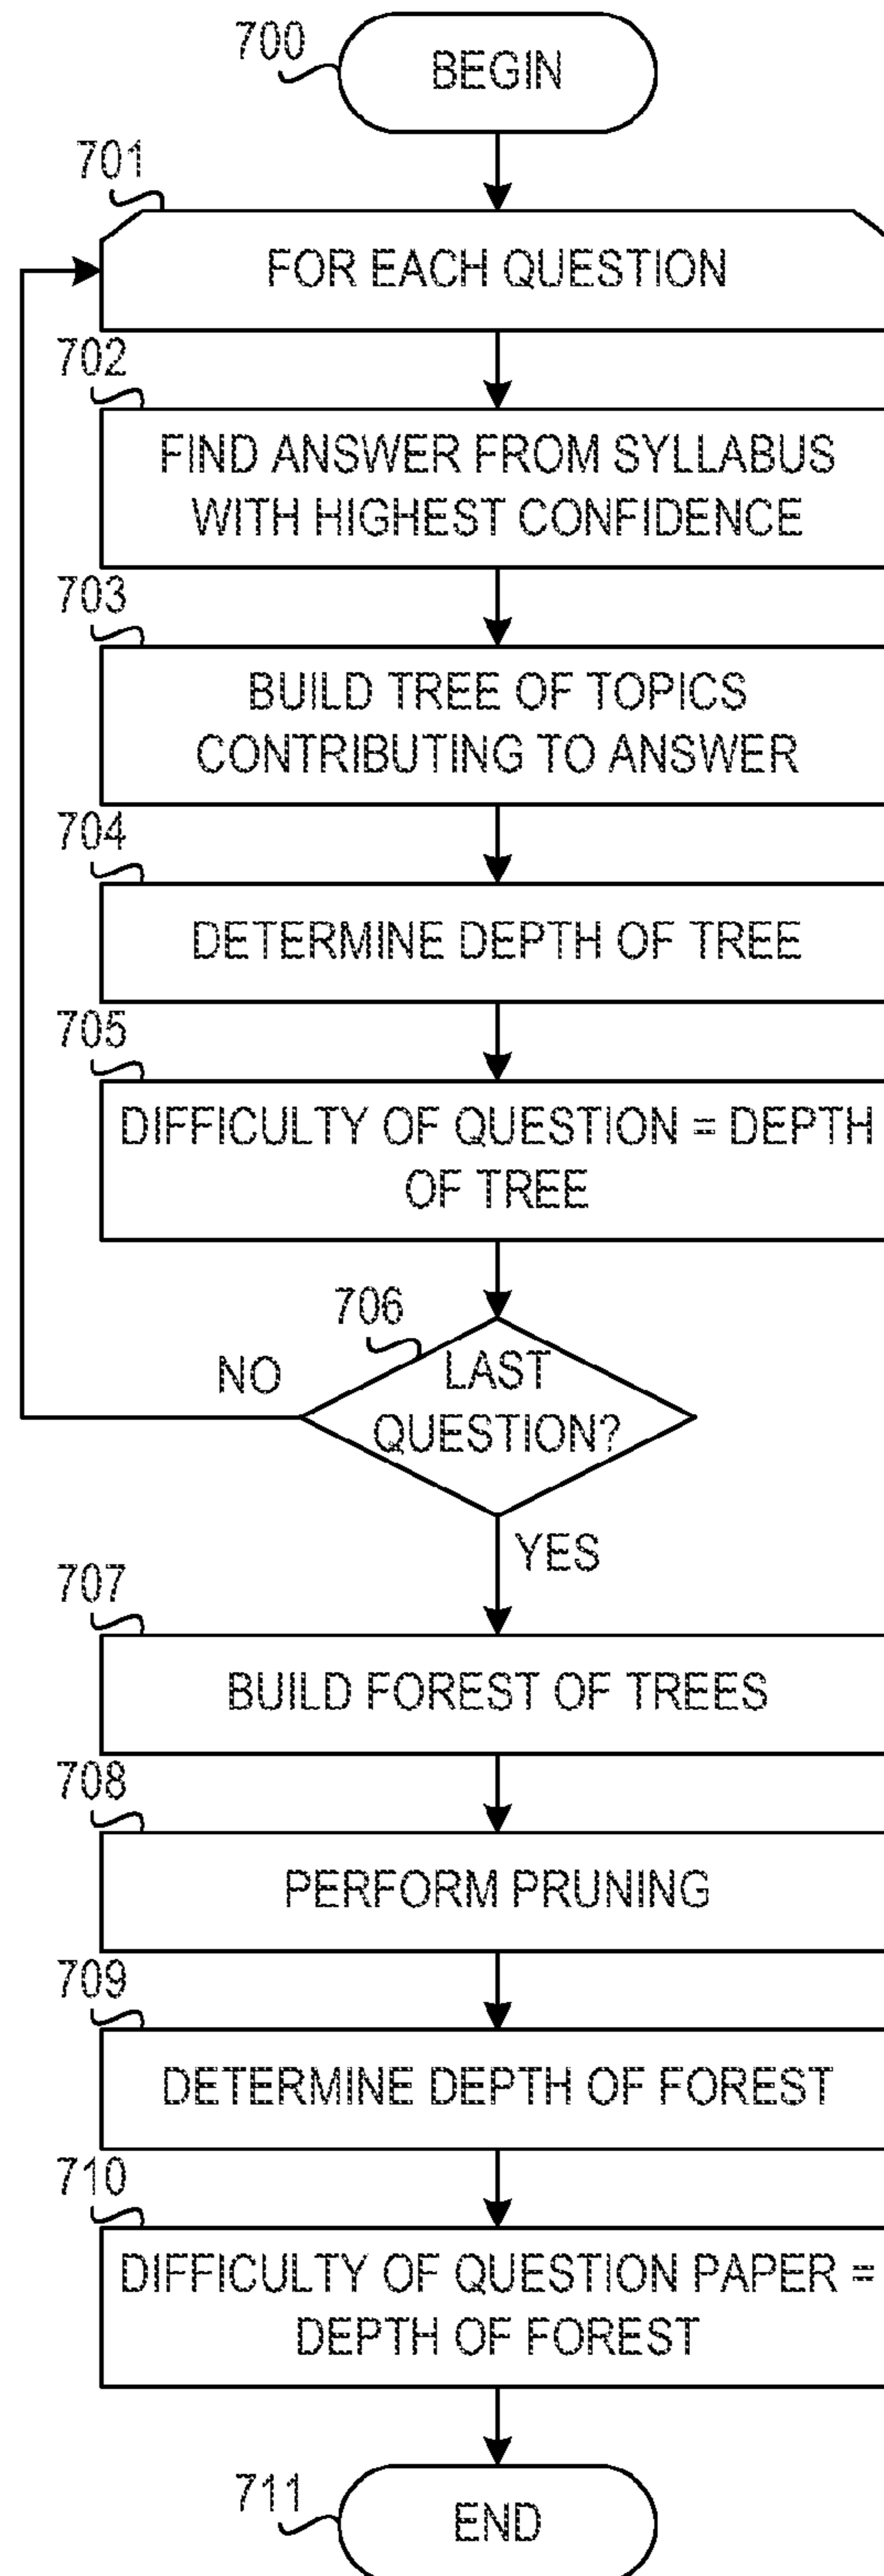 700
BEGIN
701
FOR EACH QUESTION
702
FIND ANSWER FROM SYLLABUS
WITH HIGHEST CONFIDENCE
703
BUILD TREE OF TOPICS
CONTRIBUTING TO ANSWER
704
DETERMINE DEPTH OF TREE
705
DIFFICULTY OF QUESTION = DEPTH
OF TREE
706
LAST
QUESTION?
NO
YES
707
BUILD FOREST OF TREES
708
PERFORM PRUNING
709
DETERMINE DEPTH OF FOREST
710
DIFFICULTY OF QUESTION PAPER =
DEPTH OF FOREST
711
END